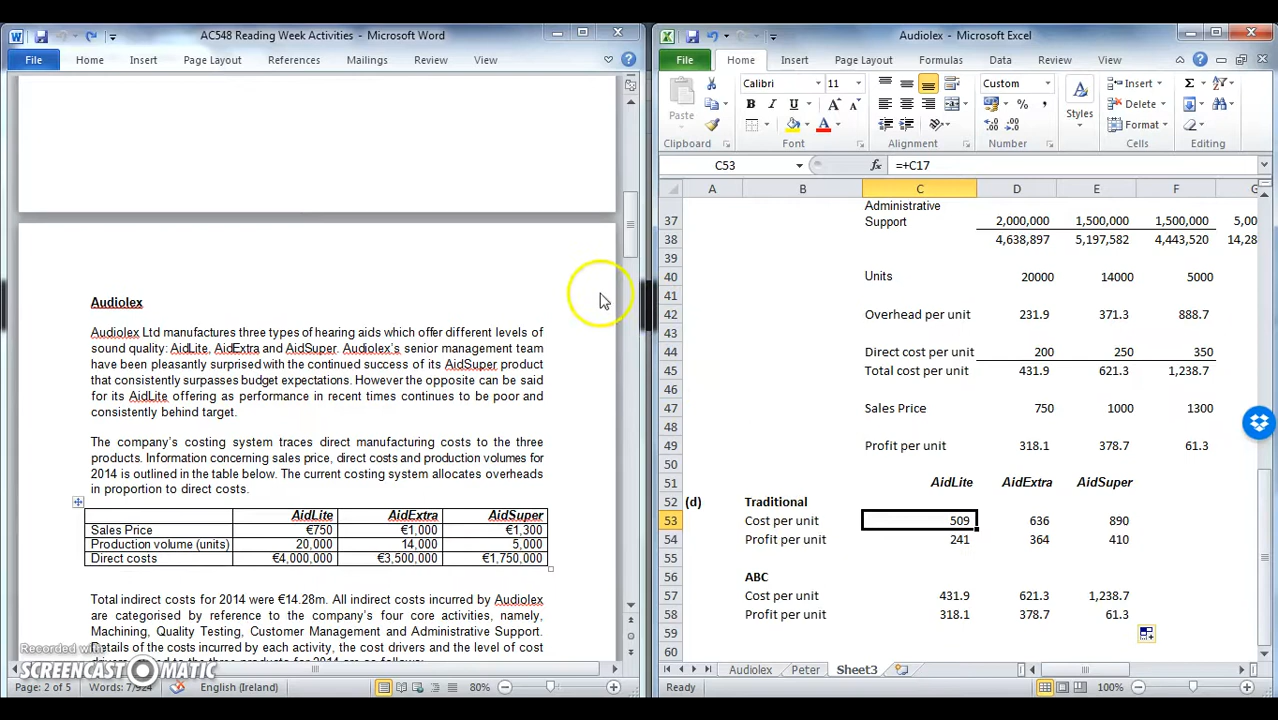 AC548 Reading Week Activities - Microsoft Word
File Home Insert Page Layout References Mailings Review View
Audiolex
Audiolex Ltd manufactures three types of hearing aids which offer different levels of
sound quality: AidLite, AidExtra and AidSuper. Audiolex's senior management team
have been pleasantly surprised with the continued success of its AidSuper product
that consistently surpasses budget expectations. However the opposite can be said
for its AidLite offering as performance in recent times continues to be poor and
consistently behind target.
The company's costing system traces direct manufacturing costs to the three
products. Information concerning sales price, direct costs and production volumes for
2014 is outlined in the table below. The current costing system allocates overheads
in proportion to direct costs.
AidLite AidExtra AidSuper
Sales Price €750 €1,000 €1,300
Production volume (units) 20,000 14,000 5,000
Direct costs €4,000,000 €3,500,000 €1,750,000
Total indirect costs for 2014 were €14.28m. All indirect costs incurred by Audiolex
are categorised by reference to the company's four core activities, namely,
Machining, Quality Testing, Customer Management and Administrative Support.
Details of the costs incurred by each activity, the cost drivers and the level of cost
Recorded with
SCREENCAST MATIC
Page: 2 of 5 Words: 7/924 English (Ireland) 80%
Audiolex - Microsoft Excel
File Home Insert Page Layout Formulas Data Review View
Paste
Calibri 11
B I U A
Custom
%
Styles
Insert
Delete
Format
Clipboard Font Alignment Number Cells Editing
C53 fx =+C17
A B C D E F G
37 Administrative
Support 2,000,000 1,500,000 1,500,000 5,00
38 4,638,897 5,197,582 4,443,520 14,28
39
40 Units 20000 14000 5000
41
42 Overhead per unit 231.9 371.3 888.7
43
44 Direct cost per unit 200 250 350
45 Total cost per unit 431.9 621.3 1,238.7
46
47 Sales Price 750 1000 1300
48
49 Profit per unit 318.1 378.7 61.3
50
51 AidLite AidExtra AidSuper
52 (d) Traditional
53 Cost per unit 509 636 890
54 Profit per unit 241 364 410
55
56 ABC
57 Cost per unit 431.9 621.3 1,238.7
58 Profit per unit 318.1 378.7 61.3
59
60
Audiolex Peter Sheet3
Ready 100%